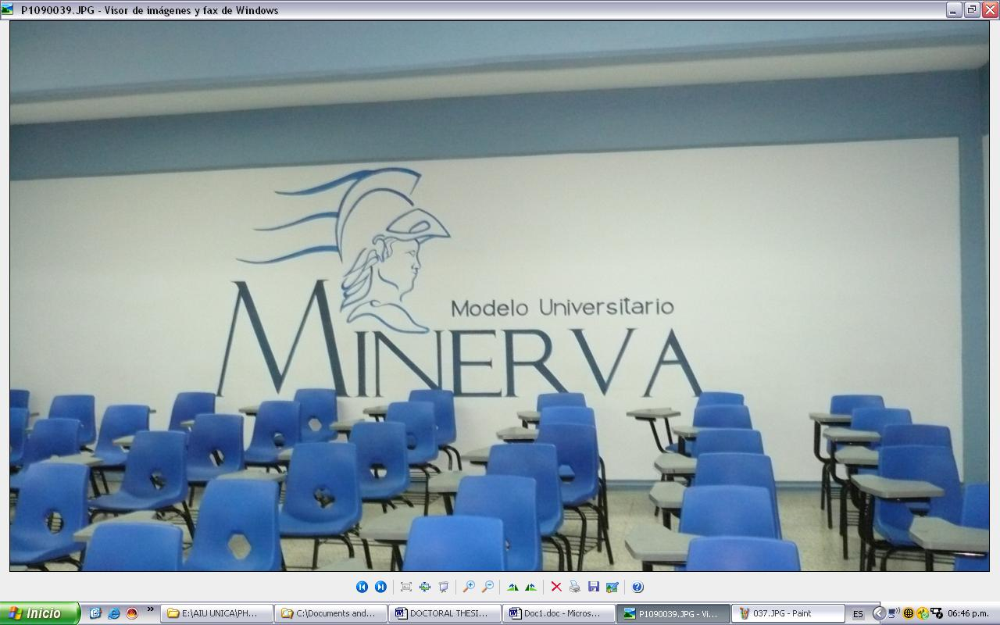 P1090039.JPG - Visor de imágenes y fax de Windows
Modelo Universitario
MINERVA
Inicio
E:\AIU UNICA\PH...
C:\Documents and...
DOCTORAL THESI...
Doc1.doc - Micros...
P1090039.JPG - Vi...
037.JPG - Paint
ES
06:46 p.m.